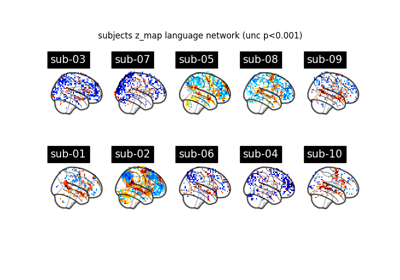 subjects z_map language network (unc p<0.001)
sub-03 sub-07 sub-05 sub-08 sub-09
sub-01 sub-02 sub-06 sub-04 sub-10